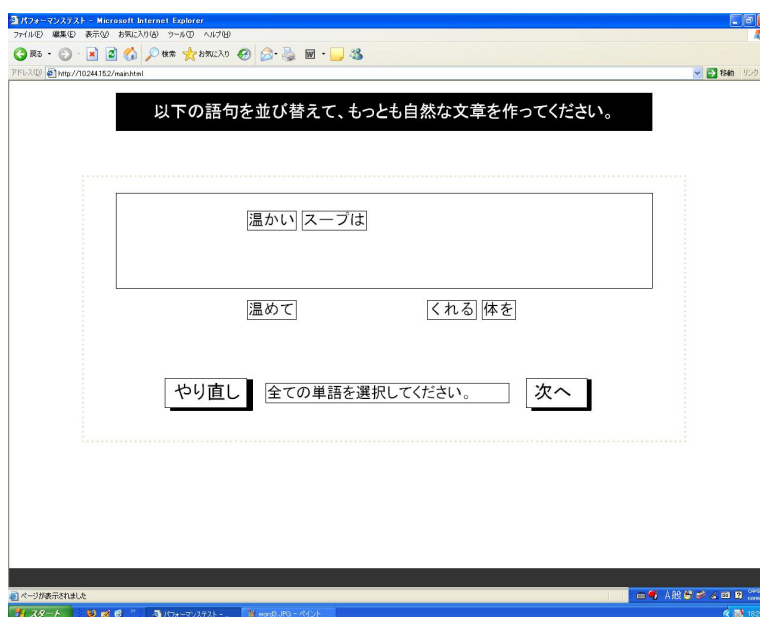 パフォーマンステスト - Microsoft Internet Explorer
ファイル(F) 編集(E) 表示(V) お気に入り(A) ツール(T) ヘルプ(H)
戻る 検索 お気に入り
アドレス(D) http://10.244.15.2/main.html 移動 リンク
以下の語句を並び替えて、もっとも自然な文章を作ってください。
温かい スープは
温めて くれる 体を
やり直し 全ての単語を選択してください。 次へ
ページが表示されました
A 般 CAPS
スタート パフォーマンステスト - ... word3.JPG - ペイント